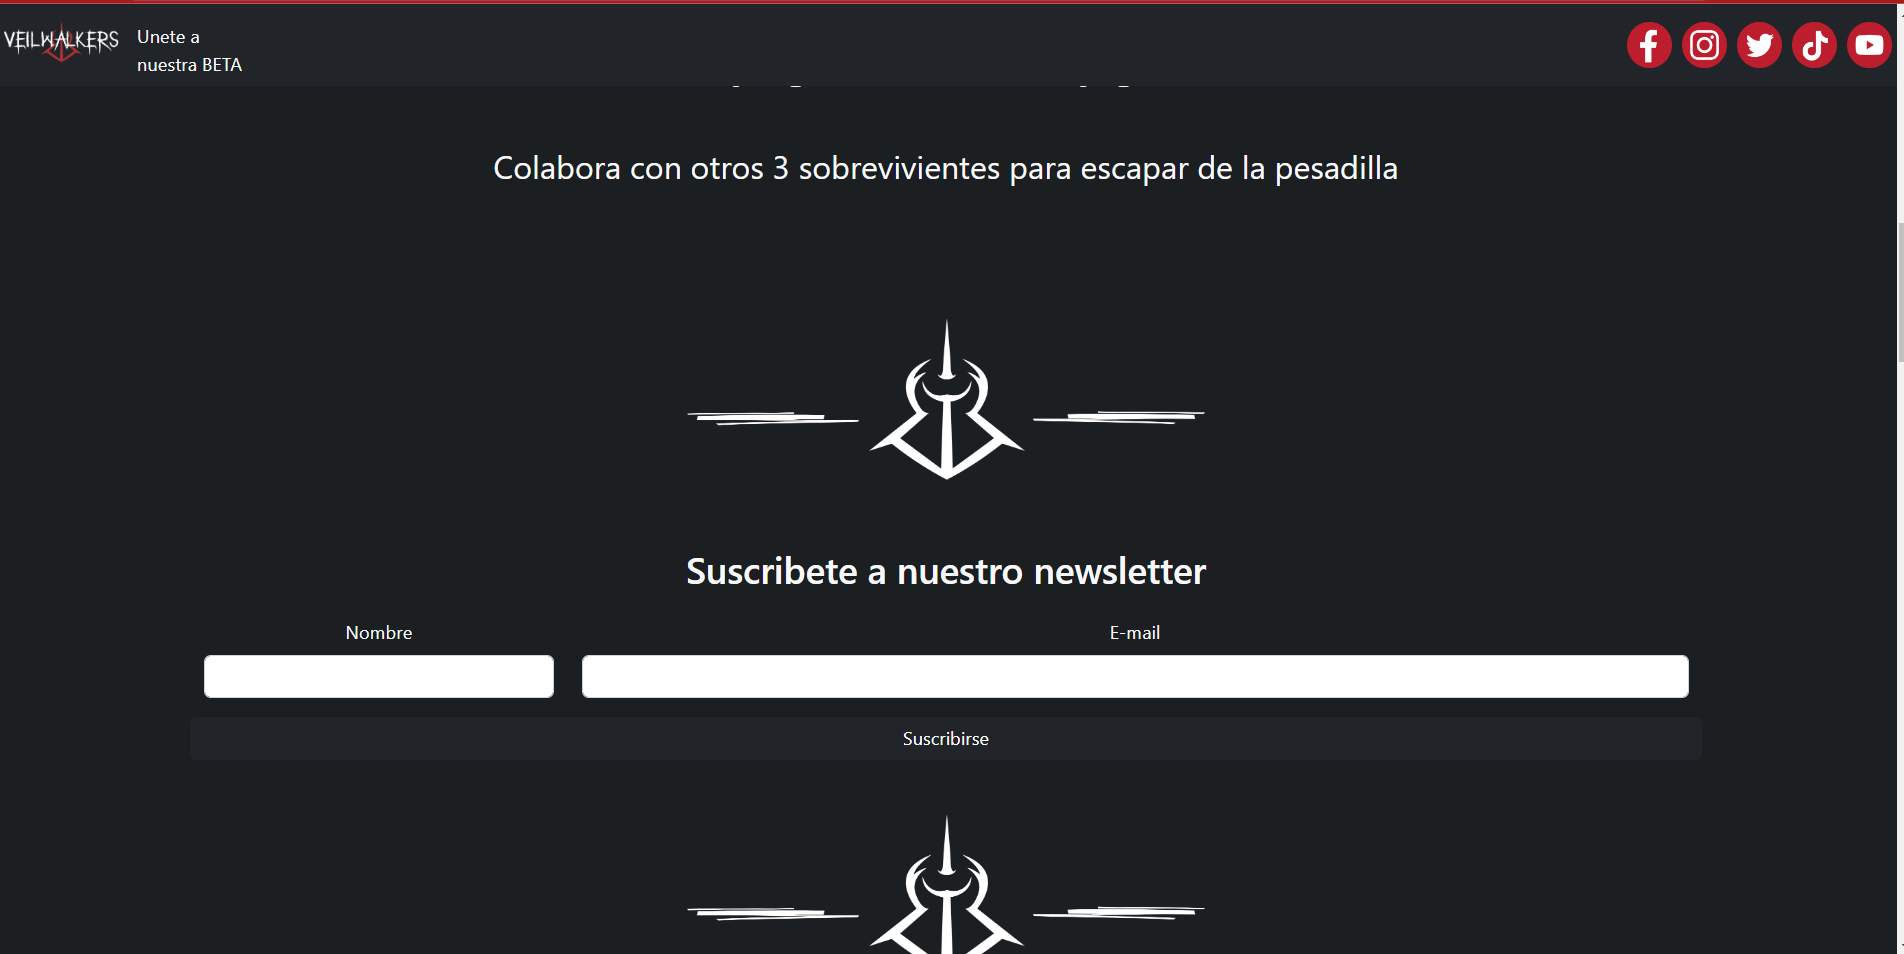 VEILWALKERS
Unete a
nuestra BETA
Colabora con otros 3 sobrevivientes para escapar de la pesadilla
Suscribete a nuestro newsletter
Nombre
E-mail
Suscribirse